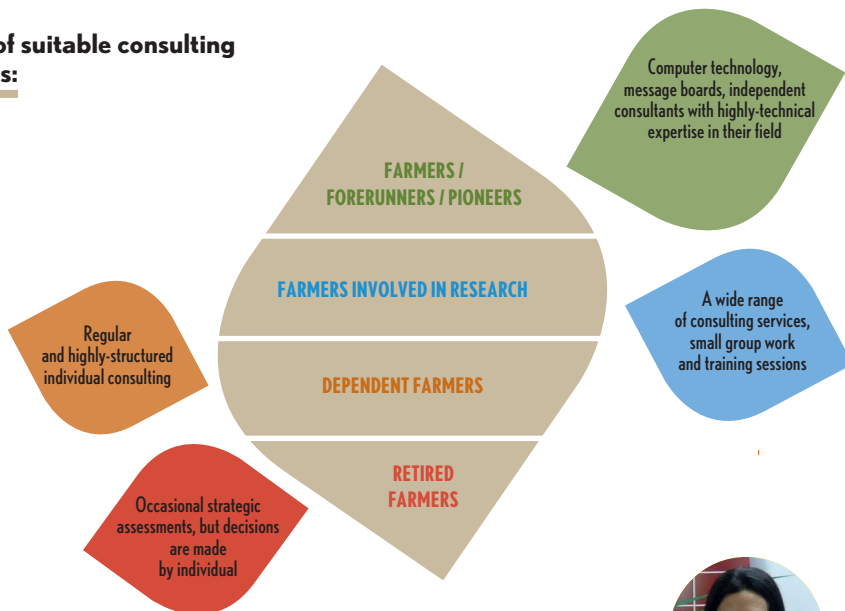 of suitable consulting
s:
Computer technology,
message boards, independent
consultants with highly-technical
expertise in their field
FARMERS /
FORERUNNERS / PIONEERS
FARMERS INVOLVED IN RESEARCH
A wide range
of consulting services,
small group work
and training sessions
Regular
and highly-structured
individual consulting
DEPENDENT FARMERS
RETIRED
FARMERS
Occasional strategic
assessments, but decisions
are made
by individual